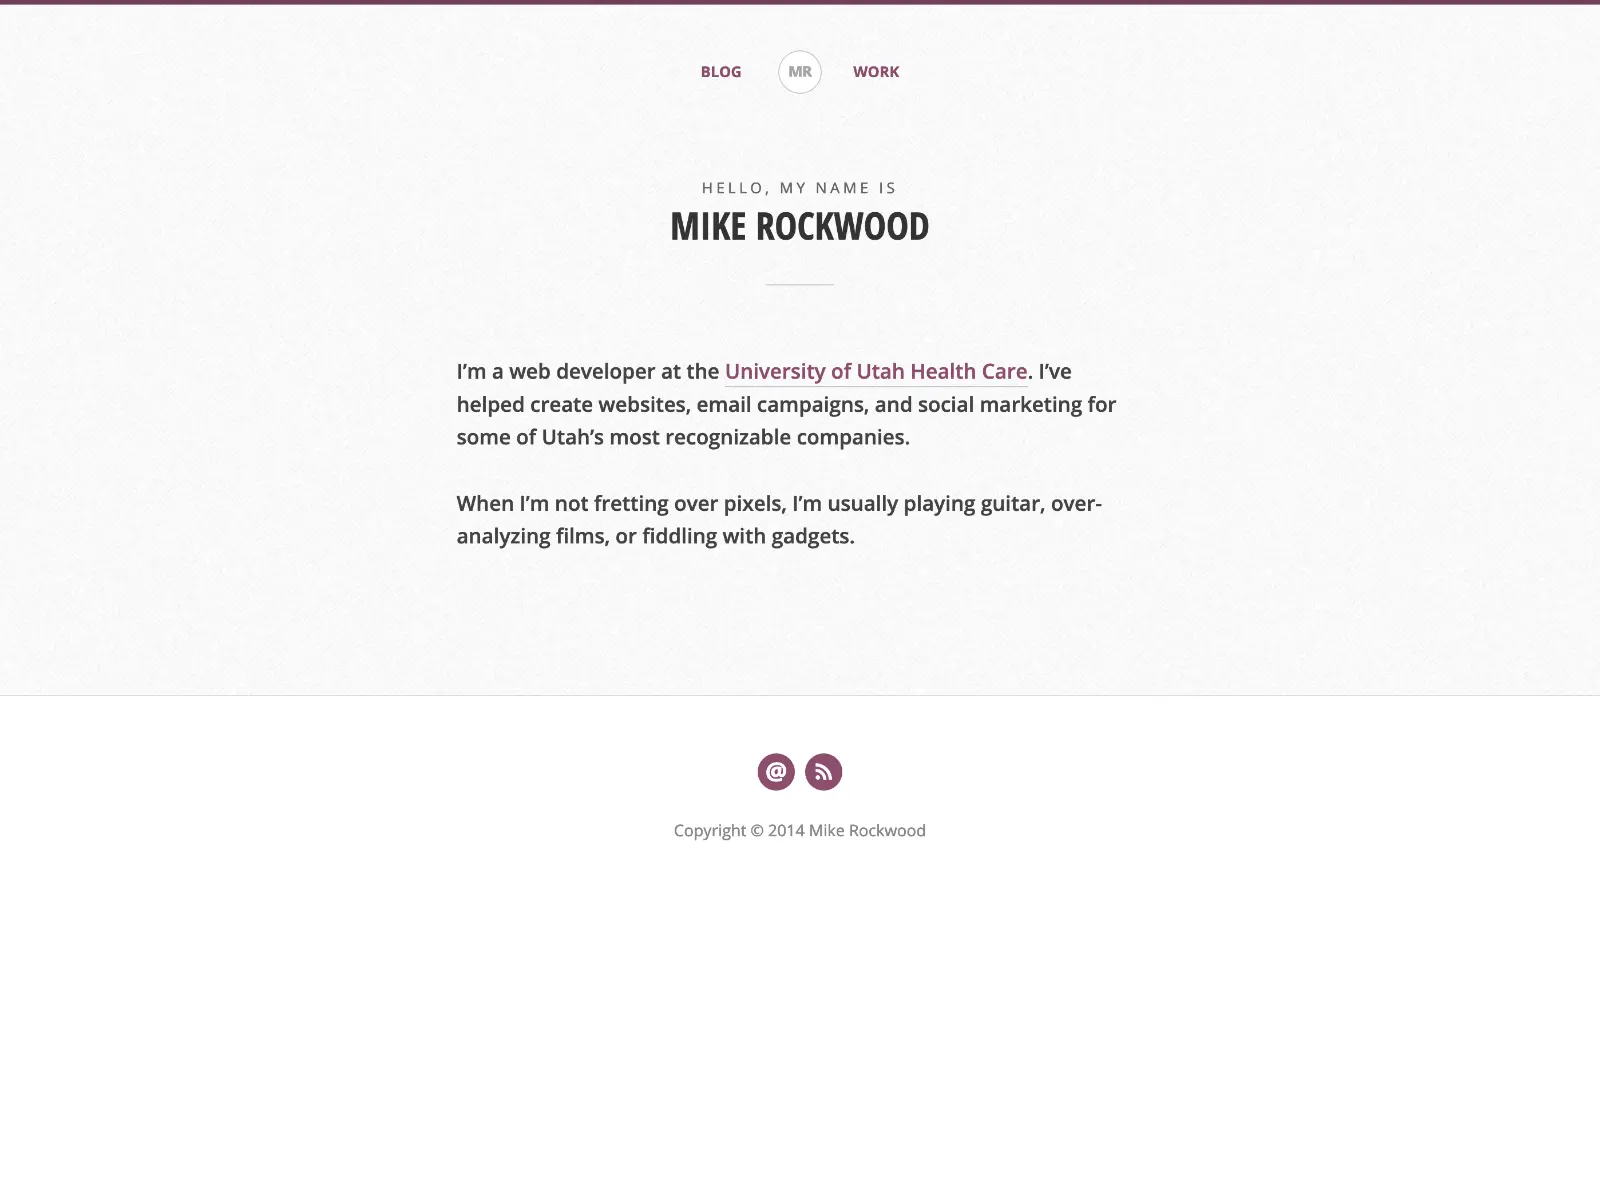 BLOG MR WORK
HELLO, MY NAME IS
MIKE ROCKWOOD
I’m a web developer at the University of Utah Health Care. I’ve
helped create websites, email campaigns, and social marketing for
some of Utah’s most recognizable companies.
When I’m not fretting over pixels, I’m usually playing guitar, over-
analyzing films, or fiddling with gadgets.
@
Copyright © 2014 Mike Rockwood